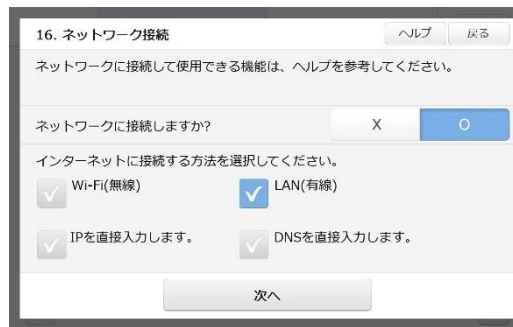 16. ネットワーク接続
ヘルプ
戻る
ネットワークに接続して使用できる機能は、ヘルプを参考してください。
ネットワークに接続しますか?
X
O
インターネットに接続する方法を選択してください。
Wi-Fi(無線)
LAN(有線)
IPを直接入力します。
DNSを直接入力します。
次へ